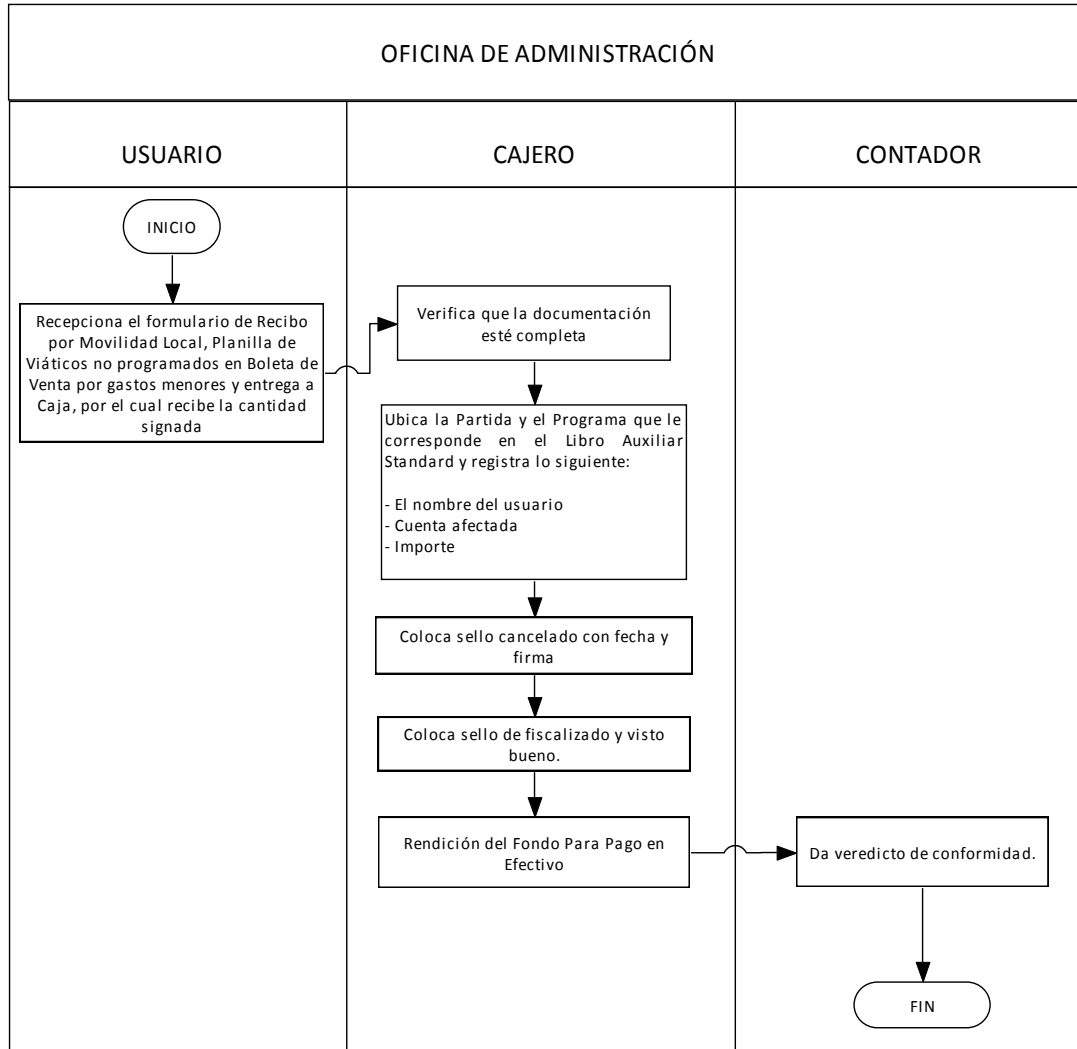 OFICINA DE ADMINISTRACIÓN
USUARIO
CAJERO
CONTADOR
INICIO
Recepciona el formulario de Recibo
por Movilidad Local, Planilla de
Viáticos no programados en Boleta de
Venta por gastos menores y entrega a
Caja, por el cual recibe la cantidad
signada
Verifica que la documentación
esté completa
Ubica la Partida y el Programa que le
corresponde en el Libro Auxiliar
Standard y registra lo siguiente:
- El nombre del usuario
- Cuenta afectada
- Importe
Coloca sello cancelado con fecha y
firma
Coloca sello de fiscalizado y visto
bueno.
Rendición del Fondo Para Pago en
Efectivo
Da veredicto de conformidad.
FIN